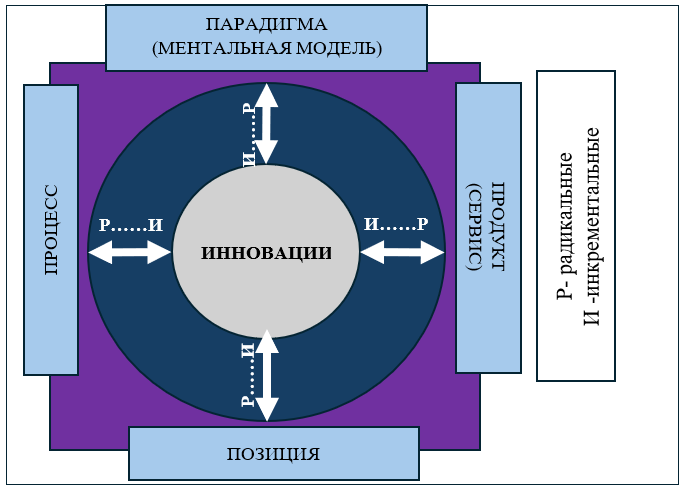 ПАРАДИГМА
(МЕНТАЛЬНАЯ МОДЕЛЬ)
И.......Р
ПРОЦЕСС
Р......И
ИННОВАЦИИ
И......Р
ПРОДУКТ
(СЕРВИС)
Р- радикальные
И -инкрементальные
Р......И
ПОЗИЦИЯ